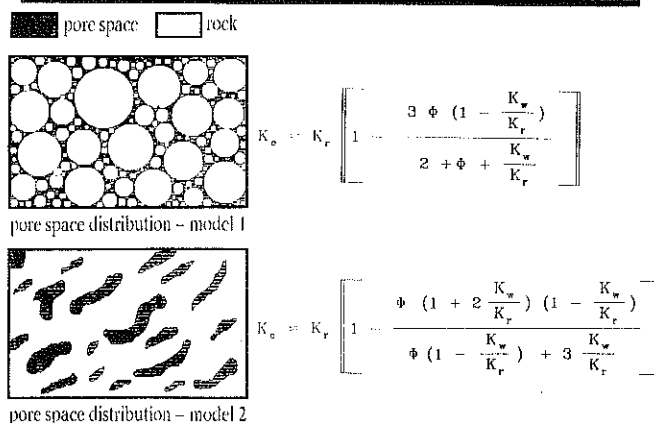 pore space rock
K_e = K_r [ 1 - 3 Φ (1 - K_w / K_r) / (2 + Φ + K_w / K_r) ]
pore space distribution – model 1
K_e = K_r [ 1 - Φ (1 + 2 K_w / K_r) (1 - K_w / K_r) / (Φ (1 - K_w / K_r) + 3 K_w / K_r) ]
pore space distribution – model 2